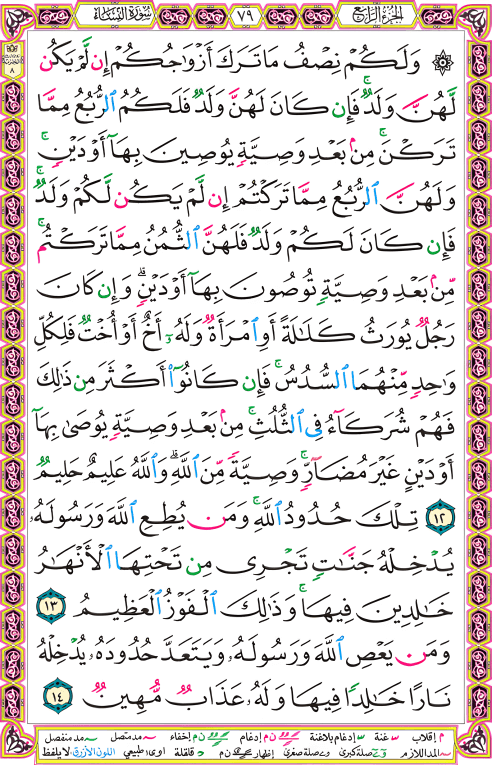 الجزء الرابع ٧٩ سورة النساء
۞ وَلَكُمْ نِصْفُ مَا تَرَكَ أَزْوَٰجُكُمْ إِن لَّمْ يَكُن
لَّهُنَّ وَلَدٌ ۚ فَإِن كَانَ لَهُنَّ وَلَدٌ فَلَكُمُ ٱلرُّبُعُ مِمَّا
تَرَكْنَ ۚ مِنۢ بَعْدِ وَصِيَّةٍ يُوصِينَ بِهَآ أَوْ دَيْنٍ ۚ
وَلَهُنَّ ٱلرُّبُعُ مِمَّا تَرَكْتُمْ إِن لَّمْ يَكُن لَّكُمْ وَلَدٌ ۚ
فَإِن كَانَ لَكُمْ وَلَدٌ فَلَهُنَّ ٱلثُّمُنُ مِمَّا تَرَكْتُم ۚ
مِّنۢ بَعْدِ وَصِيَّةٍ تُوصُونَ بِهَآ أَوْ دَيْنٍ ۗ وَإِن كَانَ
رَجُلٌ يُورَثُ كَلَٰلَةً أَوِ ٱمْرَأَةٌ وَلَهُۥٓ أَخٌ أَوْ أُخْتٌ فَلِكُلِّ
وَٰحِدٍ مِّنْهُمَا ٱلسُّدُسُ ۚ فَإِن كَانُوٓا۟ أَكْثَرَ مِن ذَٰلِكَ
فَهُمْ شُرَكَآءُ فِى ٱلثُّلُثِ ۚ مِنۢ بَعْدِ وَصِيَّةٍ يُوصَىٰ بِهَآ
أَوْ دَيْنٍ غَيْرَ مُضَآرٍّ ۚ وَصِيَّةً مِّنَ ٱللَّهِ ۗ وَٱللَّهُ عَلِيمٌ حَلِيمٌ
١٢ تِلْكَ حُدُودُ ٱللَّهِ ۚ وَمَن يُطِعِ ٱللَّهَ وَرَسُولَهُۥ
يُدْخِلْهُ جَنَّٰتٍ تَجْرِى مِن تَحْتِهَا ٱلْأَنْهَٰرُ
خَٰلِدِينَ فِيهَا ۚ وَذَٰلِكَ ٱلْفَوْزُ ٱلْعَظِيمُ ١٣
وَمَن يَعْصِ ٱللَّهَ وَرَسُولَهُۥ وَيَتَعَدَّ حُدُودَهُۥ يُدْخِلْهُ
نَارًا خَٰلِدًا فِيهَا وَلَهُۥ عَذَابٌ مُّهِينٌ ١٤
م إقلاب غنة إدغام بلاغنة ن م إدغام ن م إخفاء مد متصل مد منفصل
المد اللازم صلة كبرى صلة صغرى إظهار ن م قلقلة اوى طبيعي اللون الأزرق لا يلفظ